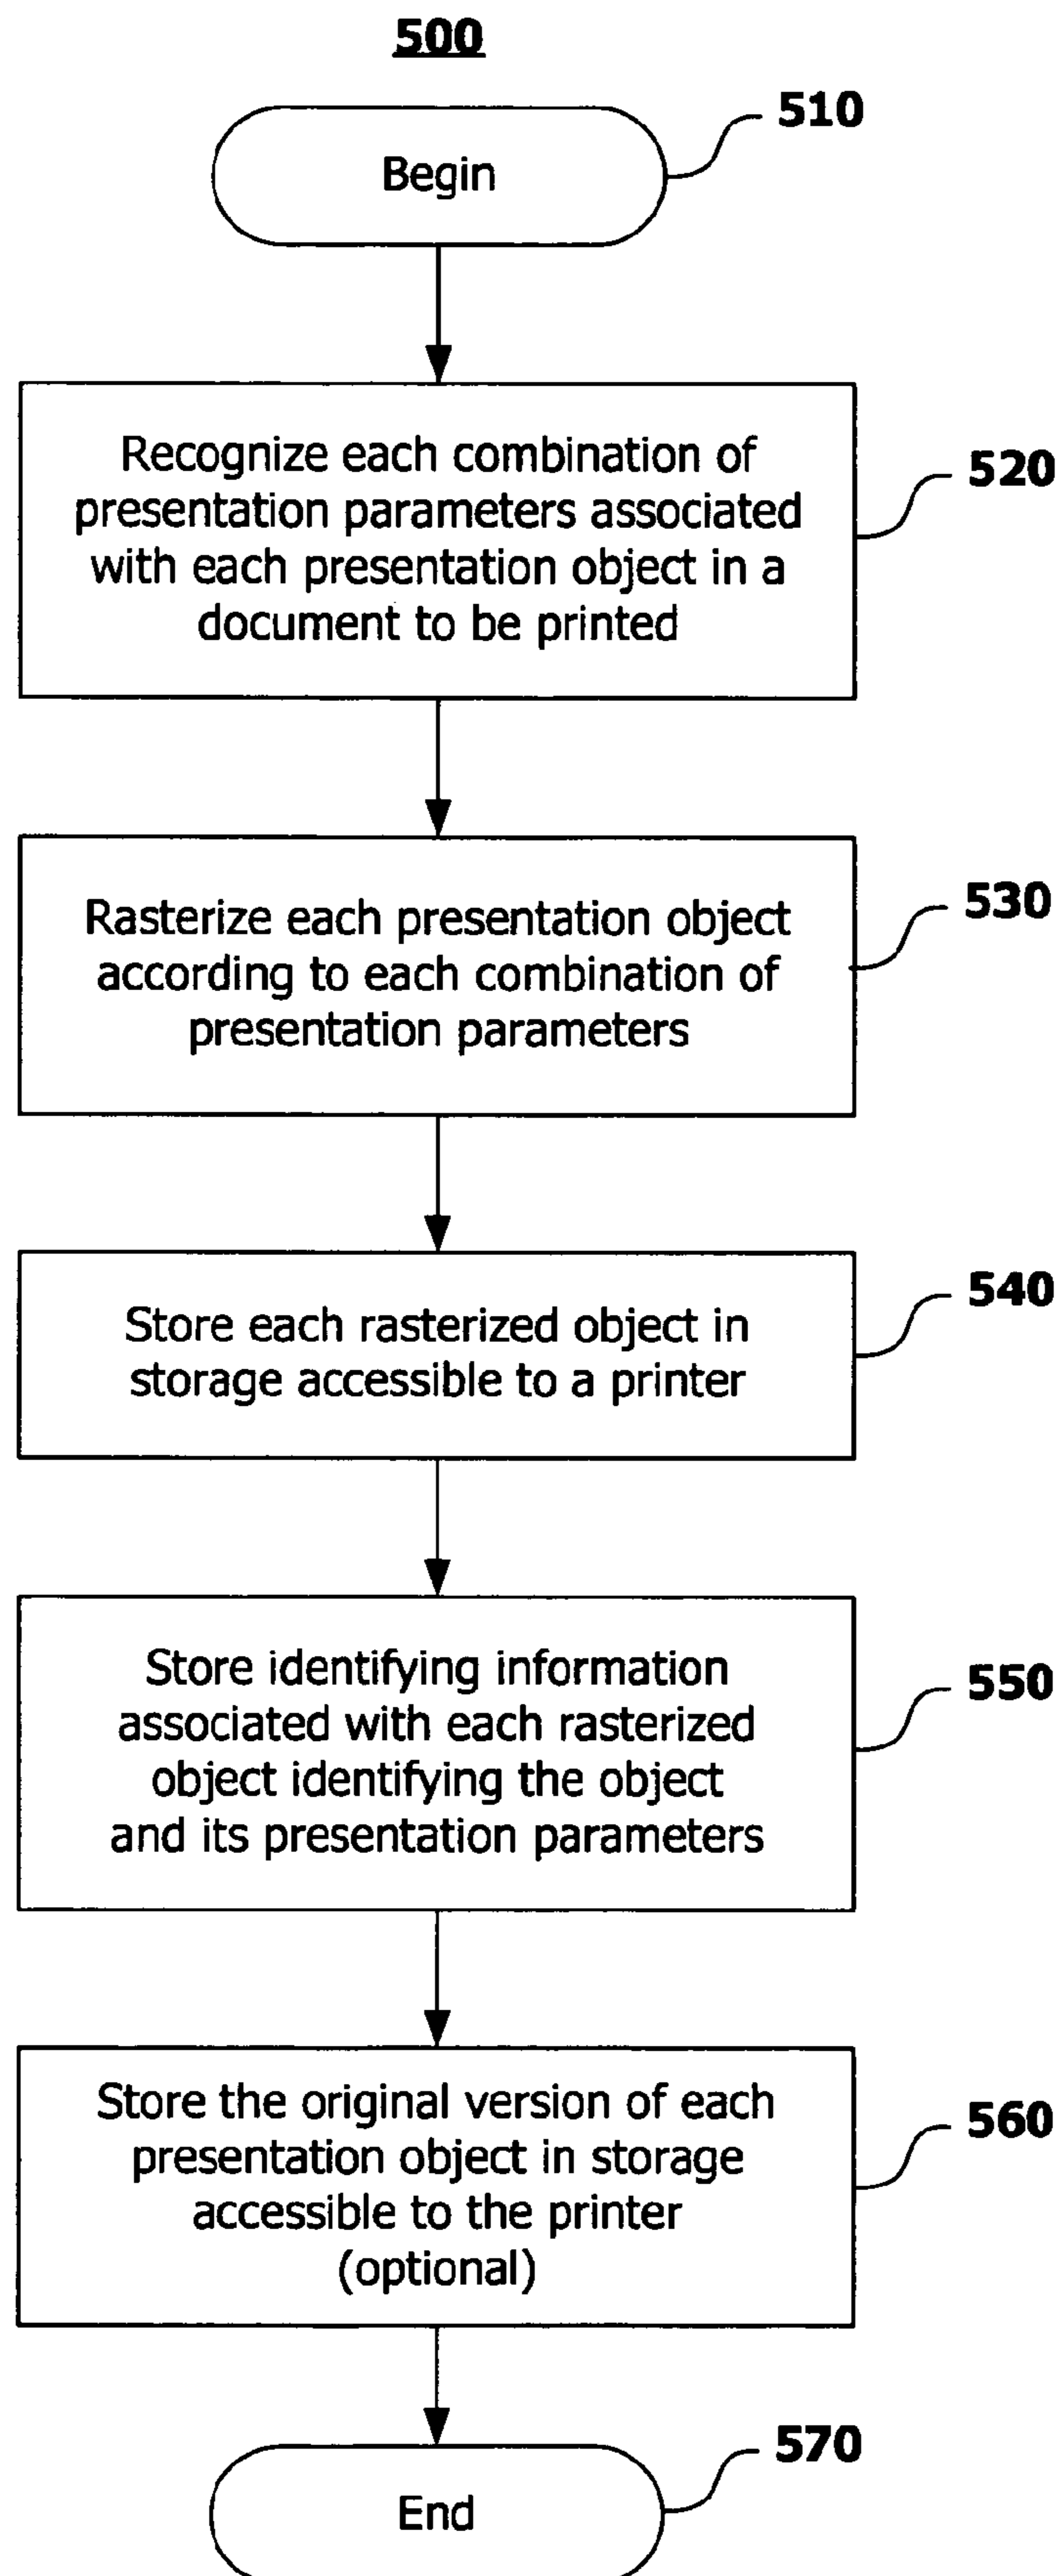 500
510
Begin
520
Recognize each combination of
presentation parameters associated
with each presentation object in a
document to be printed
530
Rasterize each presentation object
according to each combination of
presentation parameters
540
Store each rasterized object in
storage accessible to a printer
550
Store identifying information
associated with each rasterized
object identifying the object
and its presentation parameters
560
Store the original version of each
presentation object in storage
accessible to the printer
(optional)
570
End